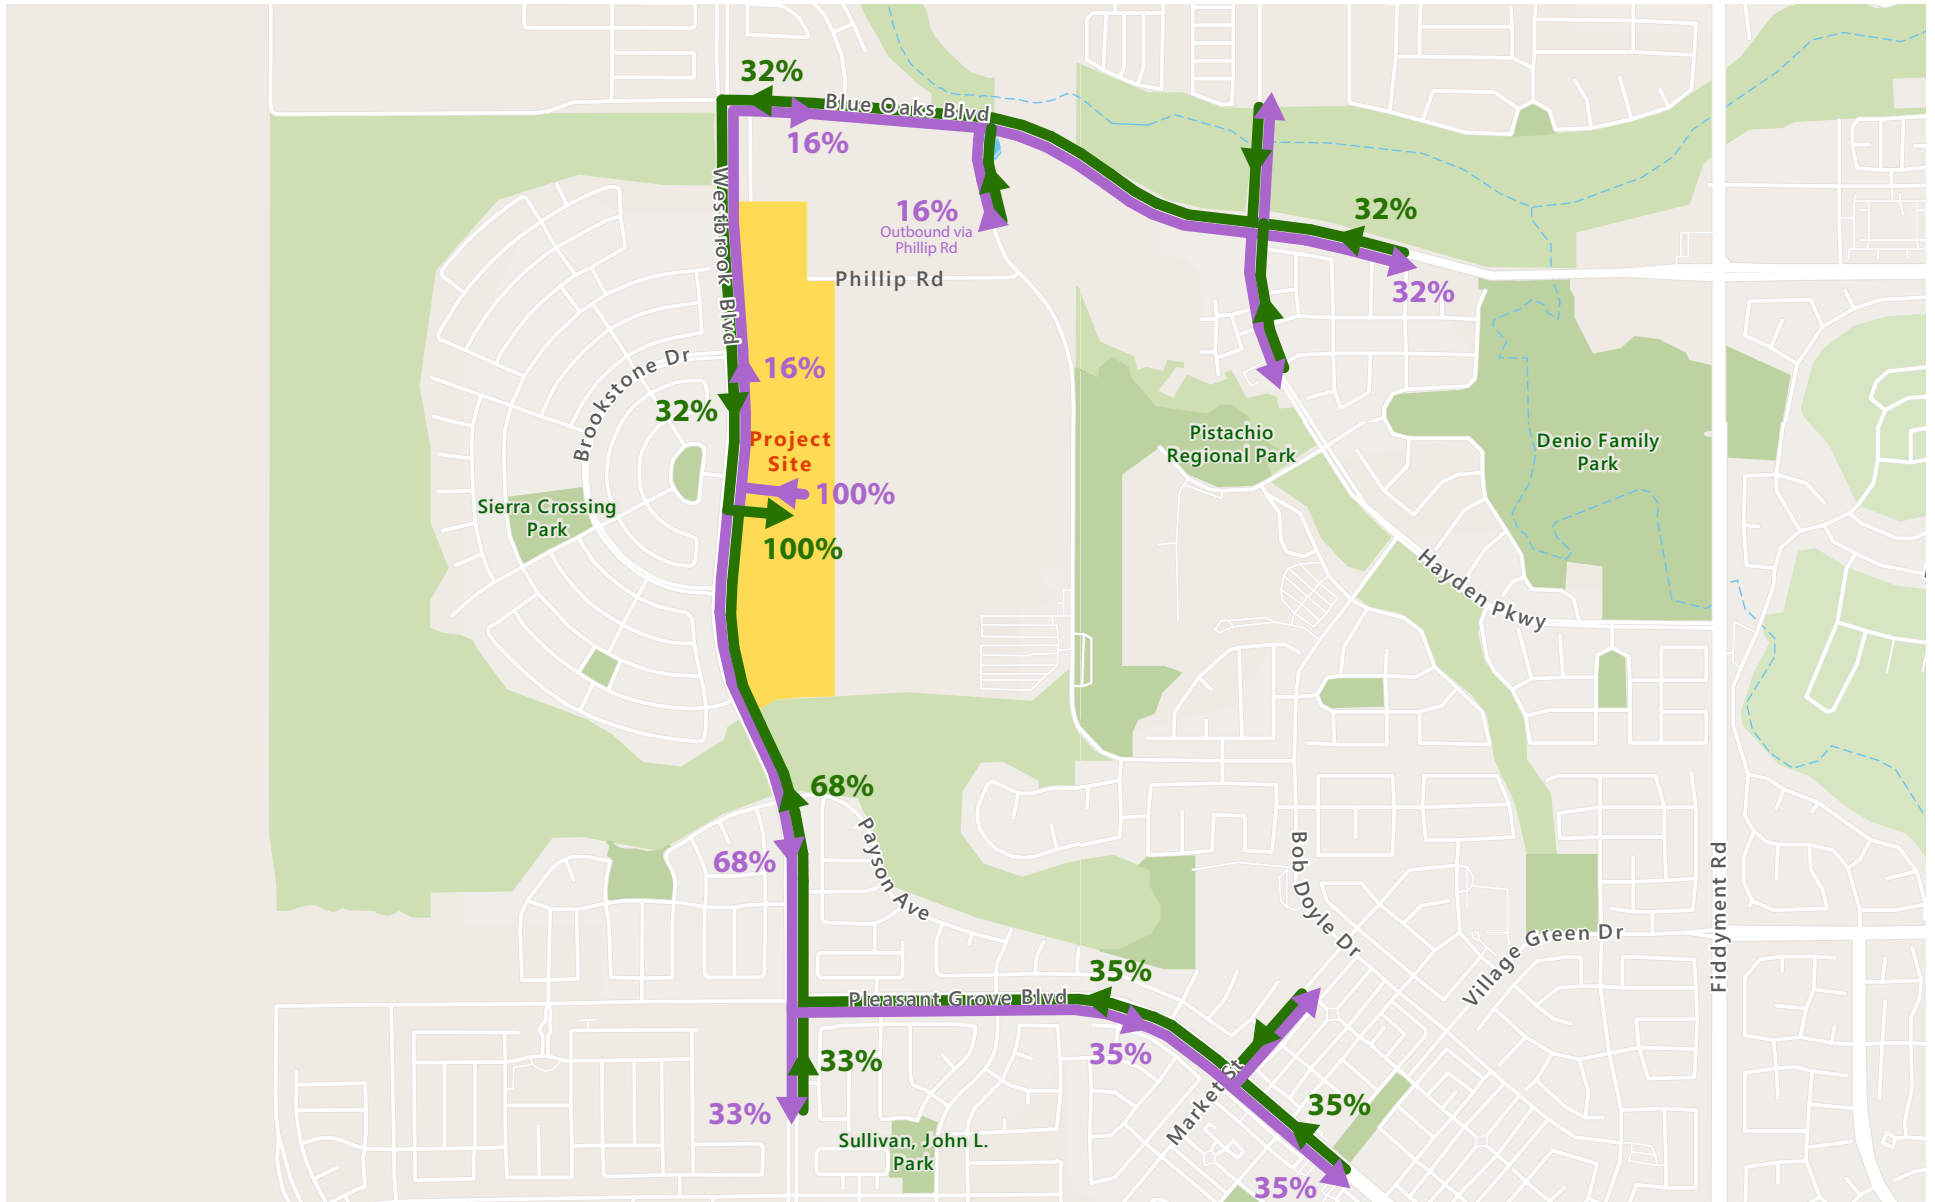 32%
Blue Oaks Blvd
16%
Westbrook Blvd
16%
Outbound via
Phillip Rd
32%
Phillip Rd
32%
Brookstone Dr
16%
32%
Project
Site
Pistachio
Regional Park
Denio Family
Park
100%
Sierra Crossing
Park
100%
Hayden Pkwy
68%
68%
Payson Ave
Bob Doyle Dr
Fiddyment Rd
Village Green Dr
35%
Pleasant Grove Blvd
35%
33%
33%
Market St
35%
Sullivan, John L.
Park
35%